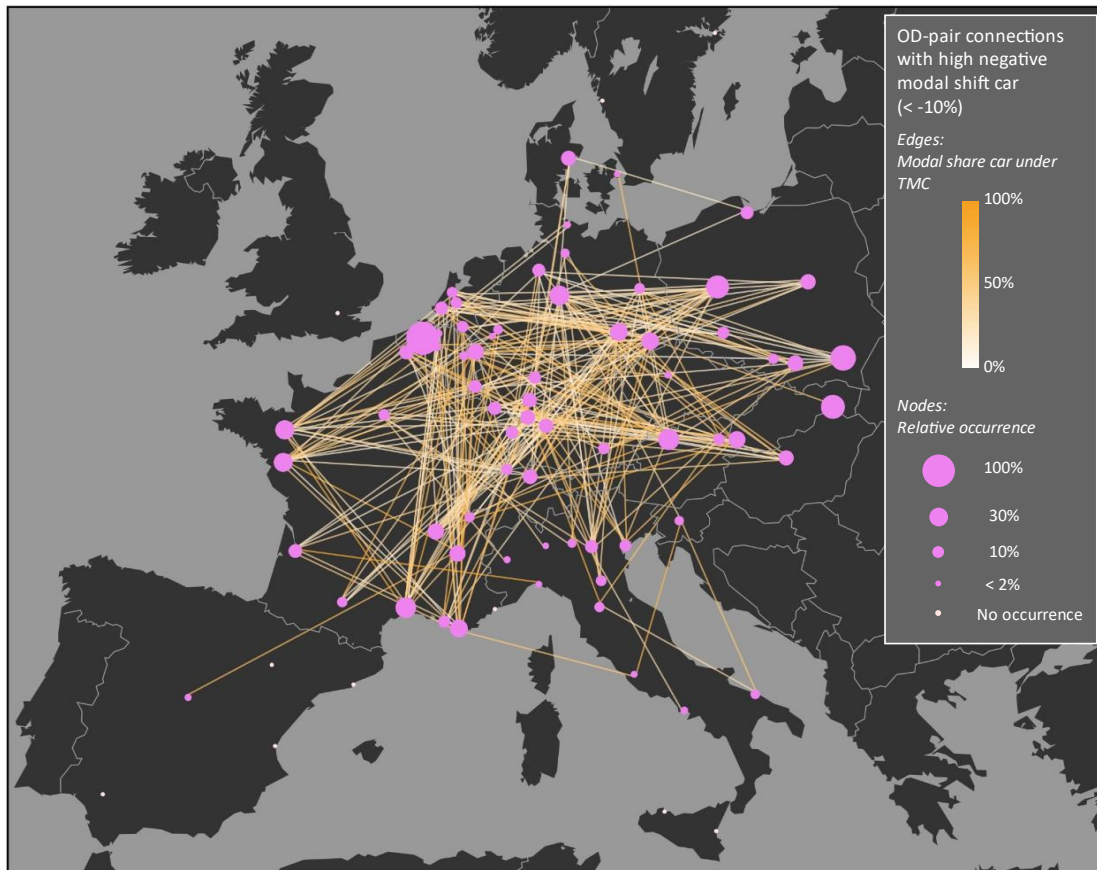 OD-pair connections
with high negative
modal shift car
(< -10%)
Edges:
Modal share car under
TMC
100%
50%
0%
Nodes:
Relative occurrence
100%
30%
10%
< 2%
No occurrence